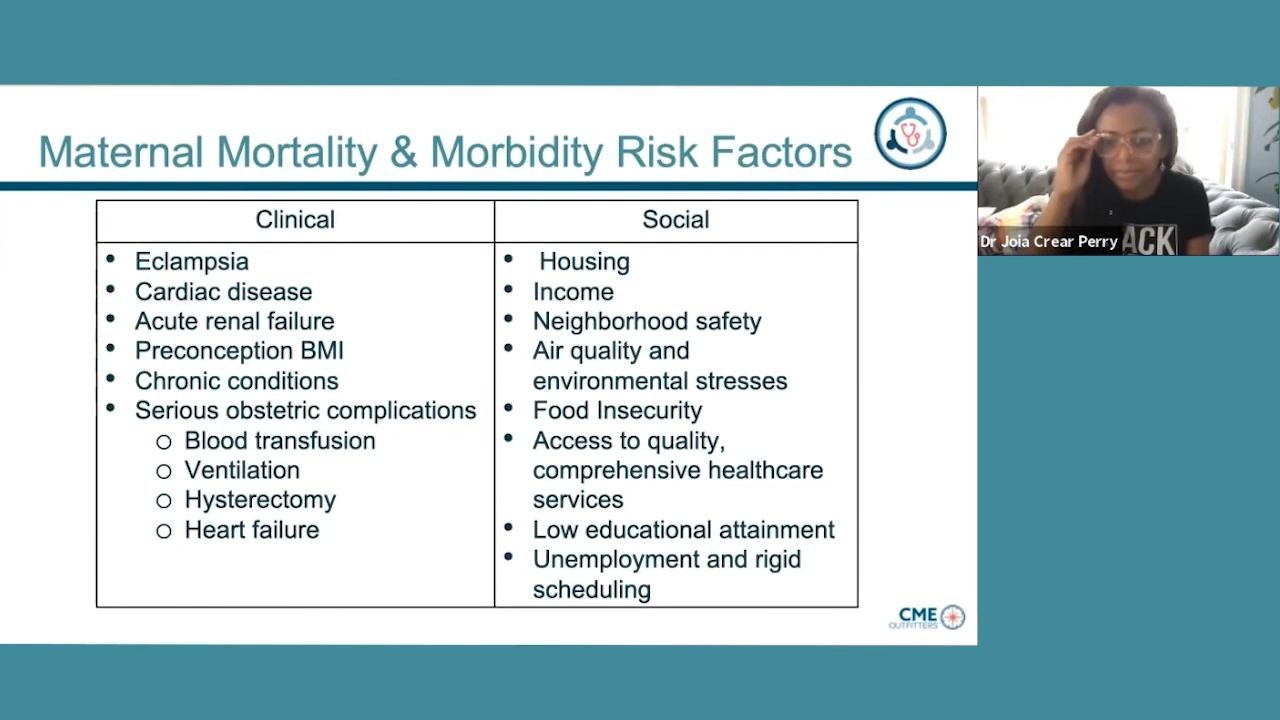 Maternal Mortality & Morbidity Risk Factors
Clinical
Social
• Eclampsia
• Cardiac disease
• Acute renal failure
• Preconception BMI
• Chronic conditions
• Serious obstetric complications
o Blood transfusion
o Ventilation
o Hysterectomy
o Heart failure
• Housing
• Income
• Neighborhood safety
• Air quality and
environmental stresses
• Food Insecurity
• Access to quality,
comprehensive healthcare
services
• Low educational attainment
• Unemployment and rigid
scheduling
CME
OUTFITTERS
Dr Joia Crear Perry
ACK